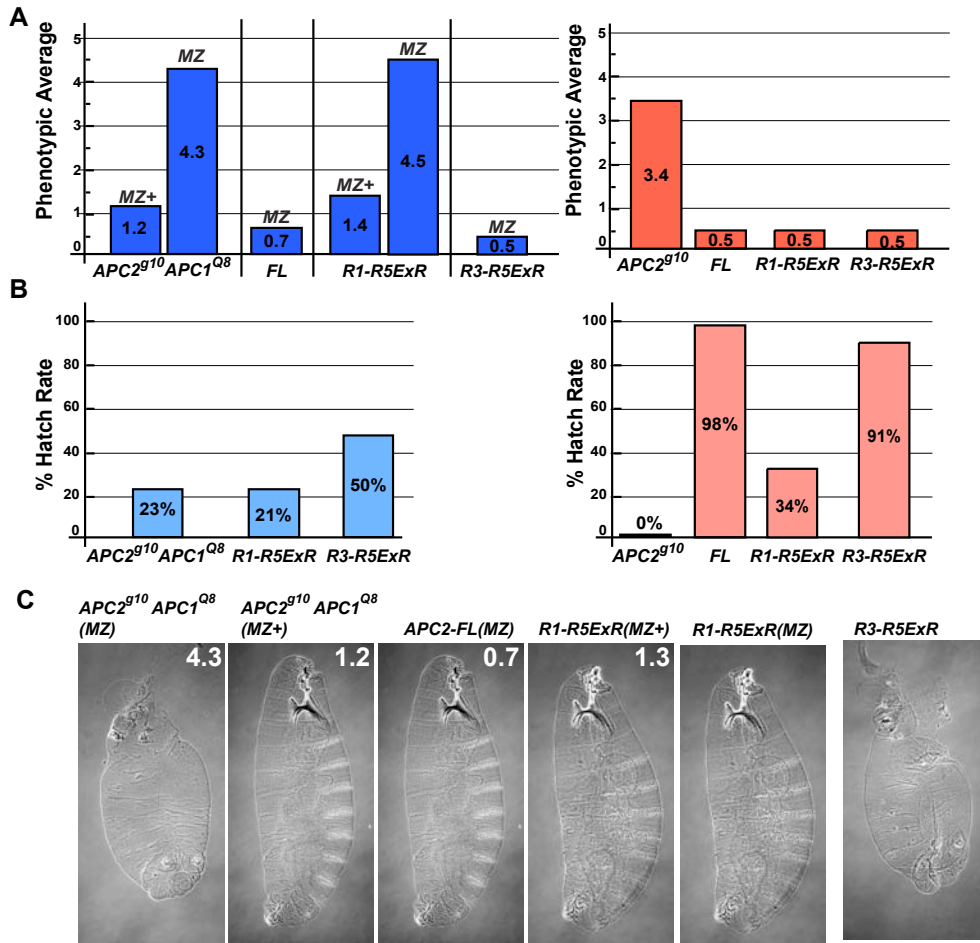 A
Phenotypic Average
5
4
3
2
1
0
MZ+
1.2
MZ
4.3
MZ
0.7
MZ+
1.4
MZ
4.5
MZ
0.5
APC2g10 APC1Q8
FL
R1-R5ExR
R3-R5ExR
Phenotypic Average
5
4
3
2
1
0
3.4
0.5
0.5
0.5
APC2g10
FL
R1-R5ExR
R3-R5ExR
B
% Hatch Rate
100
80
60
40
20
0
23%
21%
50%
APC2g10APC1Q8
R1-R5ExR
R3-R5ExR
% Hatch Rate
100
80
60
40
20
0
0%
98%
34%
91%
APC2g10
FL
R1-R5ExR
R3-R5ExR
C
APC2g10 APC1Q8
(MZ)
4.3
APC2g10 APC1Q8
(MZ+)
1.2
APC2-FL(MZ)
0.7
R1-R5ExR(MZ+)
1.3
R1-R5ExR(MZ)
R3-R5ExR